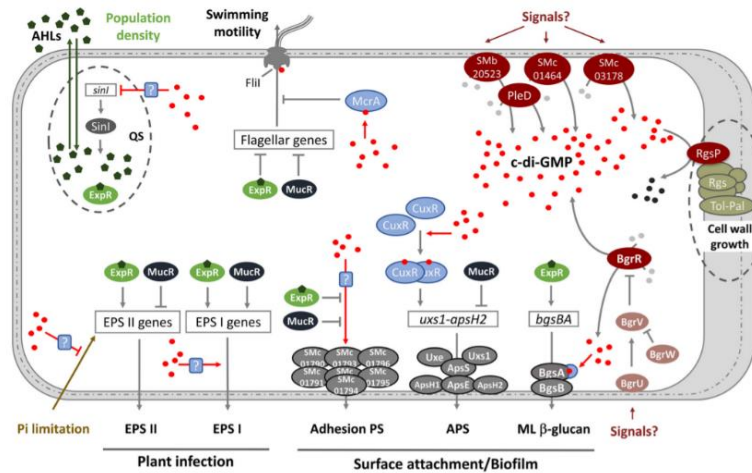 AHLs
Population
density
Swimming
motility
Signals?
FliI
SMb
20523
SMc
01464
SMc
03178
PleD
sinI
?
SinI
QS
ExpR
McrA
Flagellar genes
ExpR
MucR
c-di-GMP
RgsP
Rgs
Tol-Pal
Cell wall
growth
CuxR
CuxR
CuxR
CuxR
uxs1-apsH2
MucR
ExpR
bgsBA
BgrR
BgrV
BgrW
BgrU
ExpR
MucR
EPS II genes
ExpR
MucR
EPS I genes
?
?
?
ExpR
MucR
SMc
01790
SMc
01793
SMc
01796
SMc
01791
SMc
01794
SMc
01795
Uxe
Uxs1
ApsS
ApsH1
ApsE
ApsH2
BgsA
BgsB
Pi limitation
EPS II
EPS I
Adhesion PS
APS
ML β-glucan
Signals?
Plant infection
Surface attachment/Biofilm